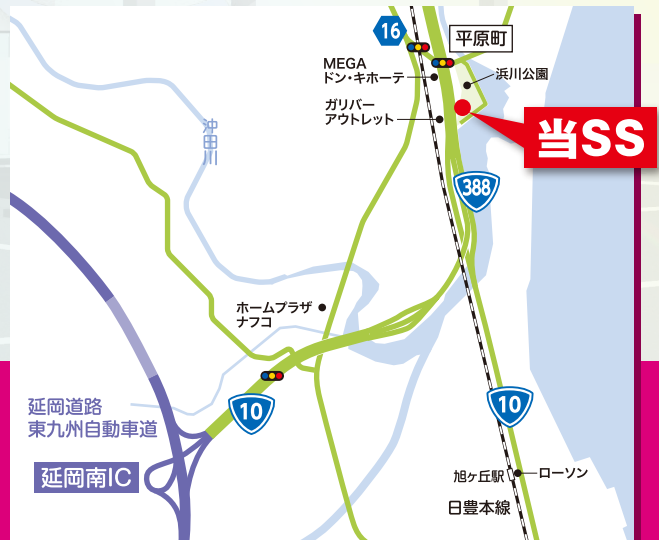 16
平原町
MEGA
ドン・キホーテ
浜川公園
ガリバー
アウトレット
当SS
沖田川
388
ホームプラザ
ナフコ
延岡道路
東九州自動車道
10
10
延岡南IC
旭ヶ丘駅
ローソン
日豊本線